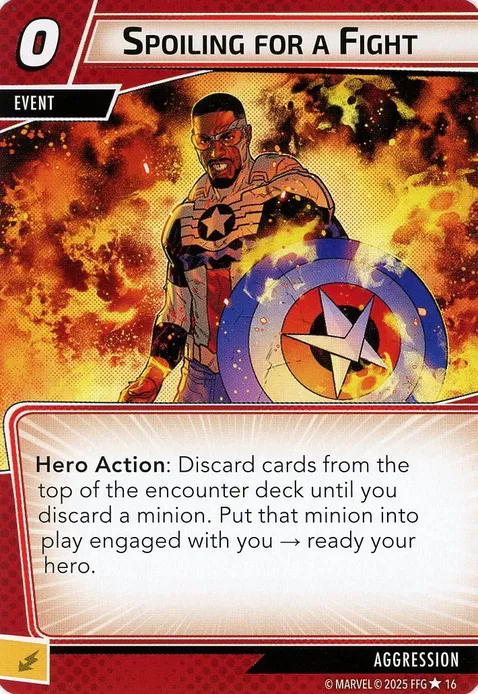 0
SPOILING FOR A FIGHT
EVENT
Hero Action: Discard cards from the
top of the encounter deck until you
discard a minion. Put that minion into
play engaged with you → ready your
hero.
AGGRESSION
© MARVEL © 2025 FFG ★ 16